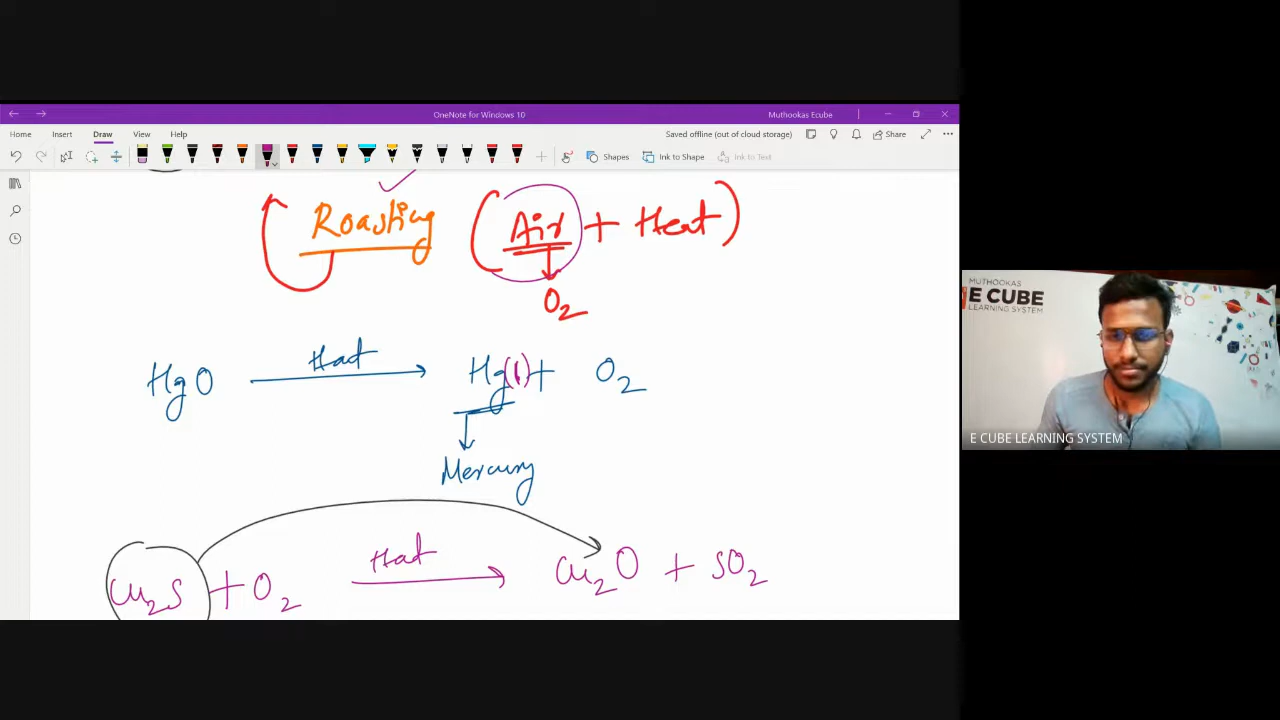 OneNote for Windows 10
Muthookas Ecube
Home Insert Draw View Help
Saved offline (out of cloud storage)
Share
Shapes
Ink to Shape
Ink to Text
Roasting (Air + Heat)
O2
HgO Heat Hg(l) + O2
Mercury
Cu2S + O2 Heat Cu2O + SO2
MUTHOOKAS
E CUBE
LEARNING SYSTEM
E CUBE LEARNING SYSTEM